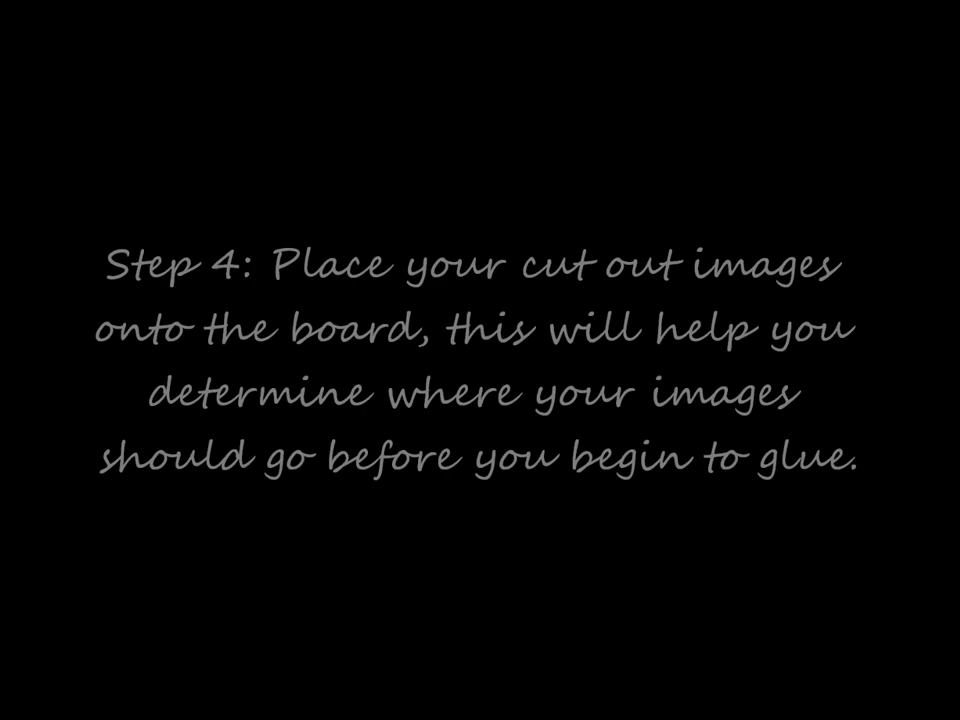 Step 4: Place your cut out images
onto the board, this will help you
determine where your images
should go before you begin to glue.